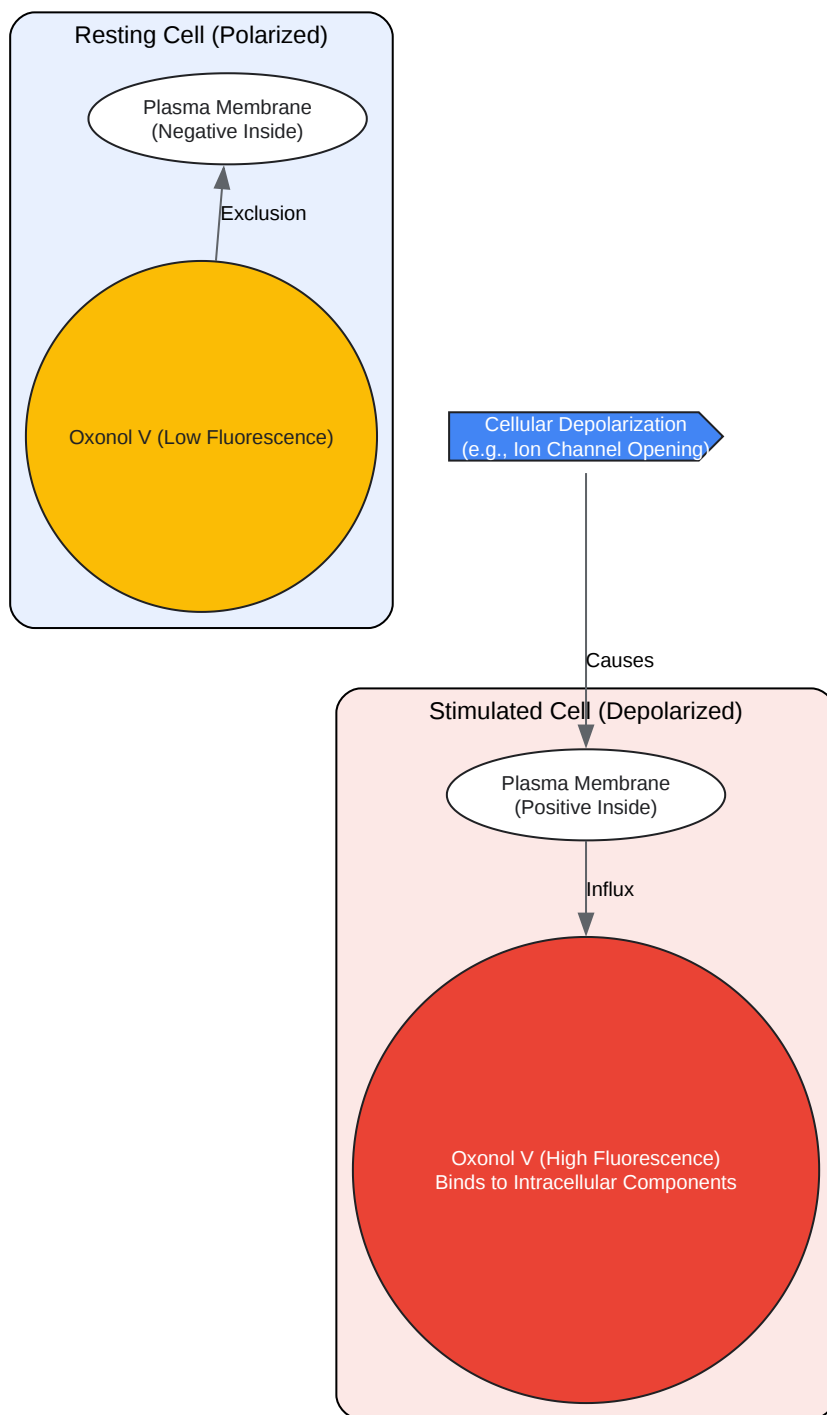 Resting Cell (Polarized)
Plasma Membrane
(Negative Inside)
Exclusion
Oxonol V (Low Fluorescence)
Cellular Depolarization
(e.g., Ion Channel Opening)
Causes
Stimulated Cell (Depolarized)
Plasma Membrane
(Positive Inside)
Influx
Oxonol V (High Fluorescence)
Binds to Intracellular Components